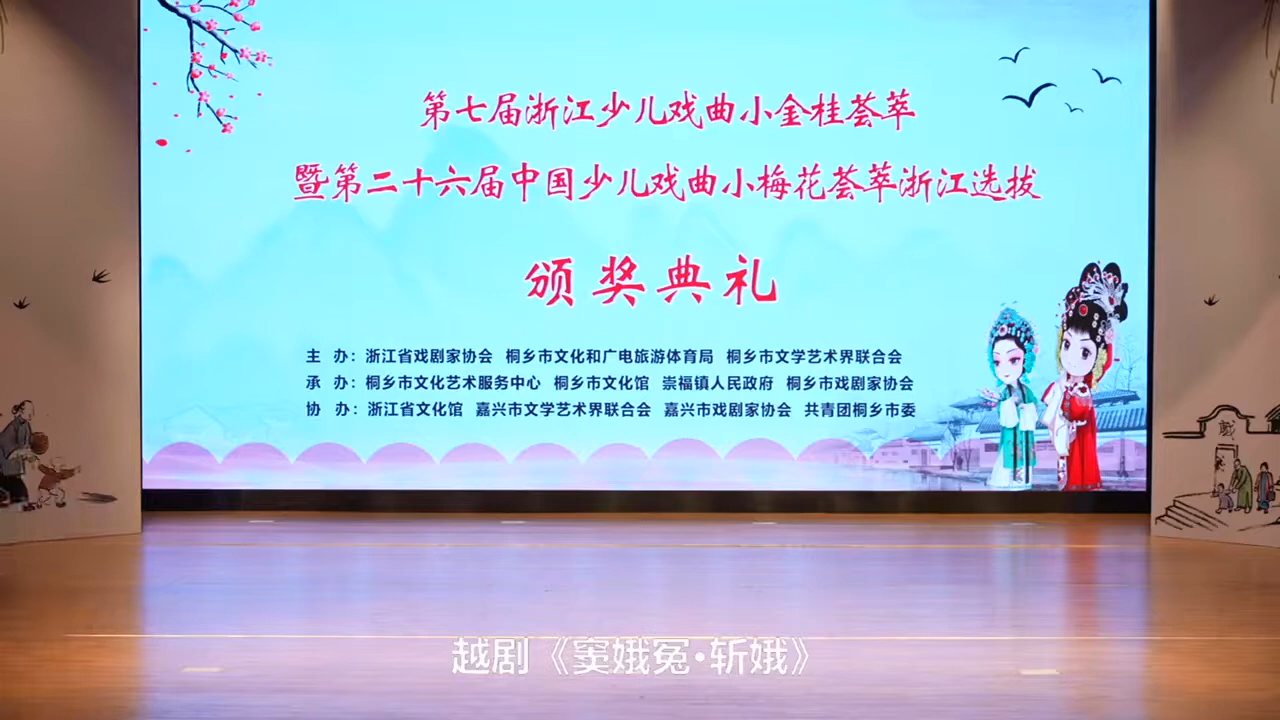 第七届浙江少儿戏曲小金桂荟萃
暨第二十六届中国少儿戏曲小梅花荟萃浙江选拔
颁奖典礼
主 办：浙江省戏剧家协会 桐乡市文化和广电旅游体育局 桐乡市文学艺术界联合会
承 办：桐乡市文化艺术服务中心 桐乡市文化馆 崇福镇人民政府 桐乡市戏剧家协会
协 办：浙江省文化馆 嘉兴市文学艺术界联合会 嘉兴市戏剧家协会 共青团桐乡市委
越剧《窦娥冤·斩娥》